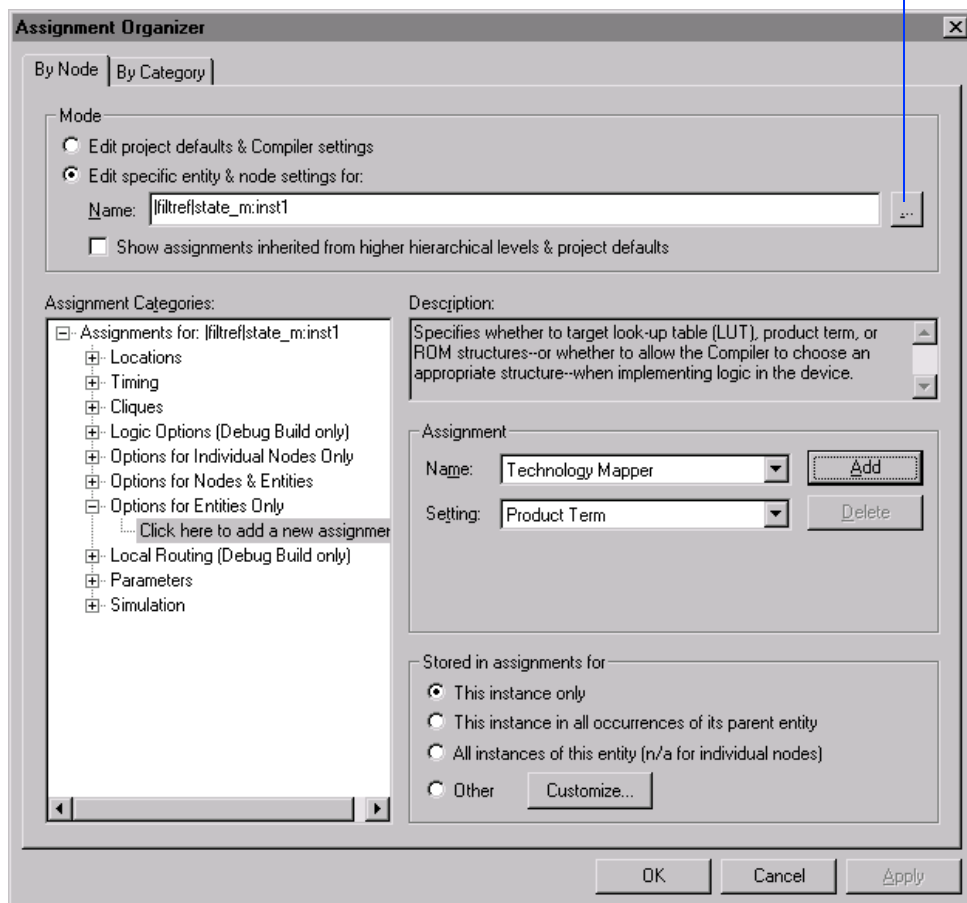 Assignment Organizer
By Node
By Category
Mode
Edit project defaults & Compiler settings
Edit specific entity & node settings for:
Name: |filtref|state_m:inst1
...
Show assignments inherited from higher hierarchical levels & project defaults
Assignment Categories:
Assignments for: |filtref|state_m:inst1
Locations
Timing
Cliques
Logic Options (Debug Build only)
Options for Individual Nodes Only
Options for Nodes & Entities
Options for Entities Only
Click here to add a new assignmer
Local Routing (Debug Build only)
Parameters
Simulation
Description:
Specifies whether to target look-up table (LUT), product term, or
ROM structures--or whether to allow the Compiler to choose an
appropriate structure--when implementing logic in the device.
Assignment
Name: Technology Mapper
Add
Setting: Product Term
Delete
Stored in assignments for
This instance only
This instance in all occurrences of its parent entity
All instances of this entity (n/a for individual nodes)
Other
Customize...
OK
Cancel
Apply